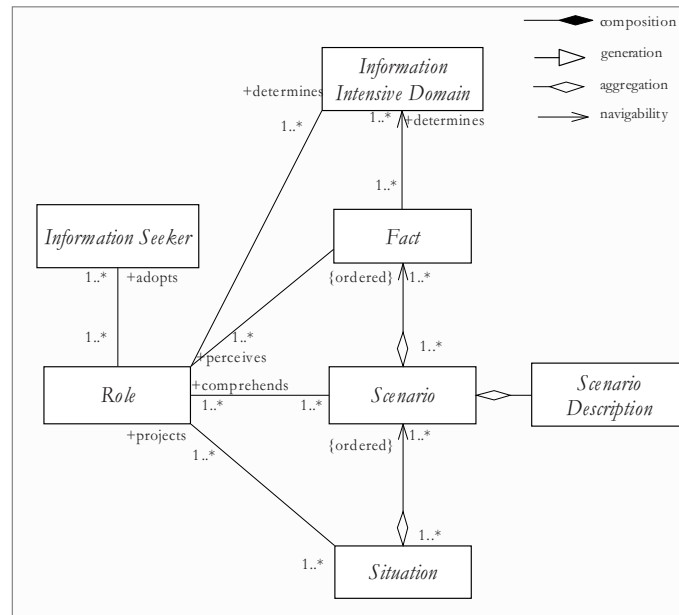 composition
generation
aggregation
navigability
Information
Intensive Domain
+determines
1..*
1..*
+determines
1..*
Information Seeker
1..*
+adopts
Fact
{ordered}
1..*
1..*
1..*
1..*
+perceives
Role
+comprehends
1..*
1..*
Scenario
Scenario
Description
+projects
1..*
{ordered}
1..*
1..*
1..*
Situation